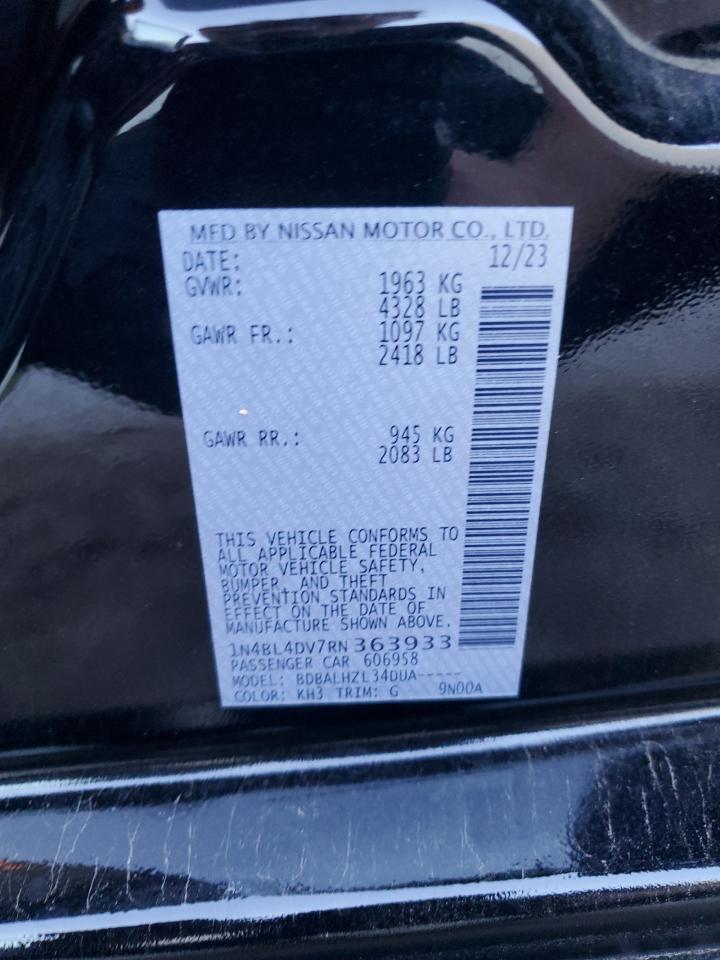 MFD BY NISSAN MOTOR CO., LTD.
DATE: 12/23
GVWR: 1963 KG
4328 LB
GAWR FR.: 1097 KG
2418 LB
GAWR RR.: 945 KG
2083 LB
THIS VEHICLE CONFORMS TO
ALL APPLICABLE FEDERAL
MOTOR VEHICLE SAFETY,
BUMPER, AND THEFT
PREVENTION STANDARDS IN
EFFECT ON THE DATE OF
MANUFACTURE SHOWN ABOVE.
1N4BL4DV7RN363933
PASSENGER CAR 606958
MODEL: BDBALHZL34DUA-----
COLOR: KH3 TRIM: G 9N00A